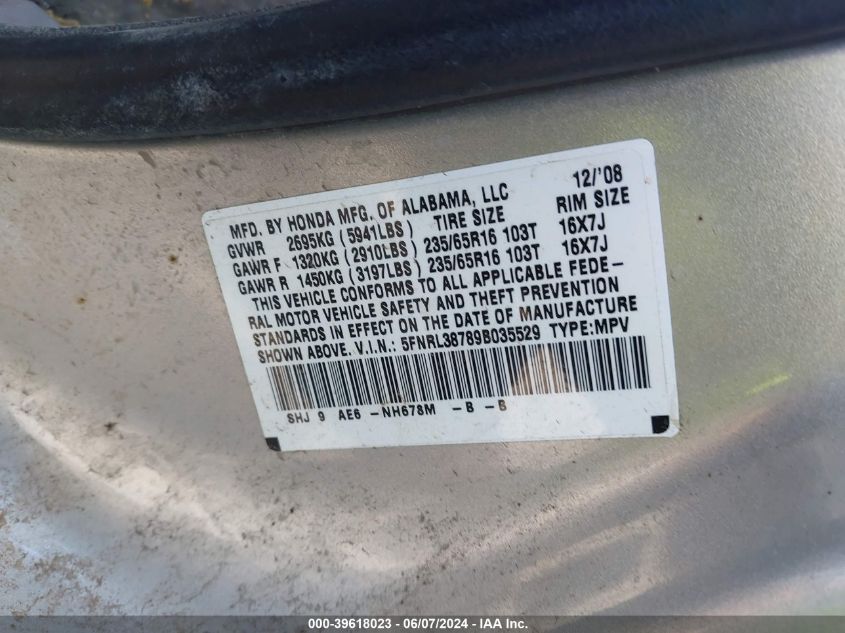 MFD. BY HONDA MFG. OF ALABAMA, LLC 12/'08
GVWR 2695KG (5941LBS) TIRE SIZE RIM SIZE
GAWR F 1320KG (2910LBS) 235/65R16 103T 16X7J
GAWR R 1450KG (3197LBS) 235/65R16 103T 16X7J
THIS VEHICLE CONFORMS TO ALL APPLICABLE FEDE-
RAL MOTOR VEHICLE SAFETY AND THEFT PREVENTION
STANDARDS IN EFFECT ON THE DATE OF MANUFACTURE
SHOWN ABOVE. V.I.N.: 5FNRL38789B035529 TYPE:MPV
SHJ 9 AE6 -NH678M -B -B
000-39618023 - 06/07/2024 - IAA Inc.